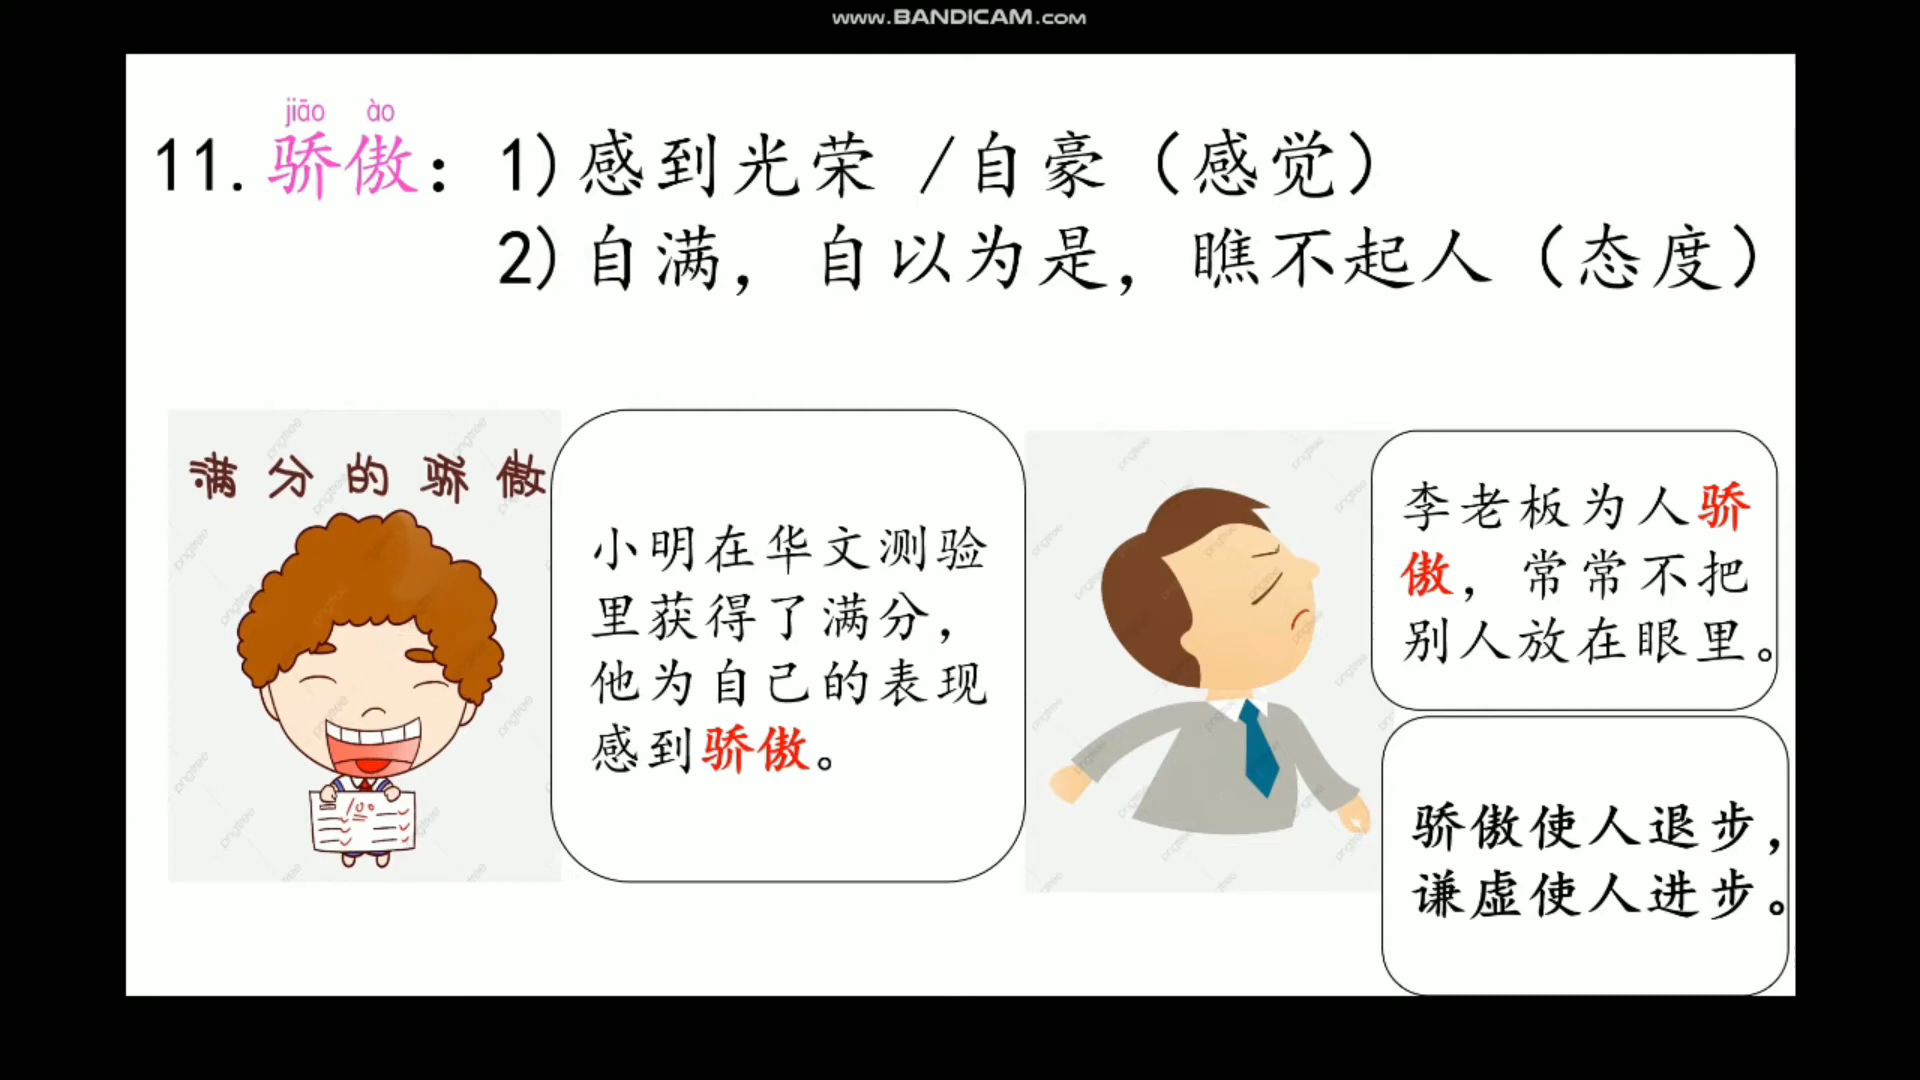 www.BANDICAM.com
jiāo ào
11.骄傲：1)感到光荣 /自豪（感觉）
2)自满，自以为是，瞧不起人（态度）
满分的骄傲
100
小明在华文测验
里获得了满分，
他为自己的表现
感到骄傲。
李老板为人骄
傲，常常不把
别人放在眼里。
骄傲使人退步，
谦虚使人进步。
pngtree